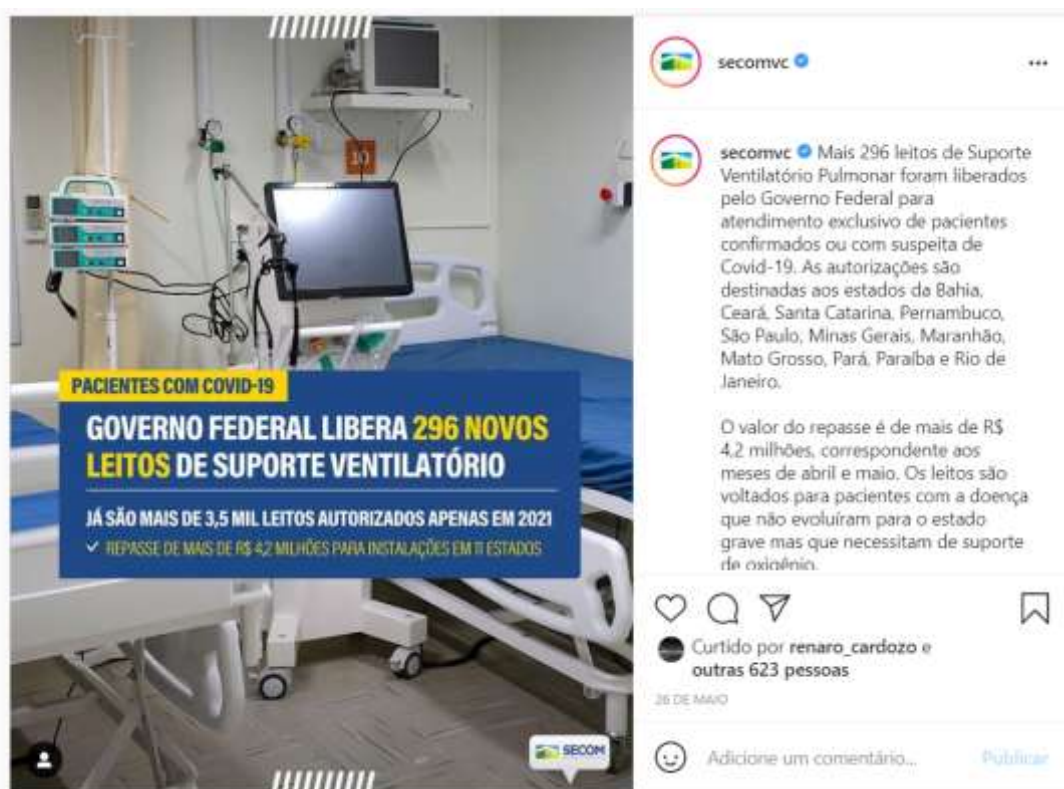 10
PACIENTES COM COVID-19
GOVERNO FEDERAL LIBERA 296 NOVOS
LEITOS DE SUPORTE VENTILATÓRIO
JÁ SÃO MAIS DE 3,5 MIL LEITOS AUTORIZADOS APENAS EM 2021
REPASSE DE MAIS DE R$ 4,2 MILHÕES PARA INSTALAÇÕES EM 11 ESTADOS
SECOM
secomvc
secomvc Mais 296 leitos de Suporte
Ventilatório Pulmonar foram liberados
pelo Governo Federal para
atendimento exclusivo de pacientes
confirmados ou com suspeita de
Covid-19. As autorizações são
destinadas aos estados da Bahia,
Ceará, Santa Catarina, Pernambuco,
São Paulo, Minas Gerais, Maranhão,
Mato Grosso, Pará, Paraíba e Rio de
Janeiro.
O valor do repasse é de mais de R$
4,2 milhões, correspondente aos
meses de abril e maio. Os leitos são
voltados para pacientes com a doença
que não evoluíram para o estado
grave mas que necessitam de suporte
de oxigênio.
Curtido por renaro_cardozo e
outras 623 pessoas
26 DE MAIO
Adicione um comentário... Publicar